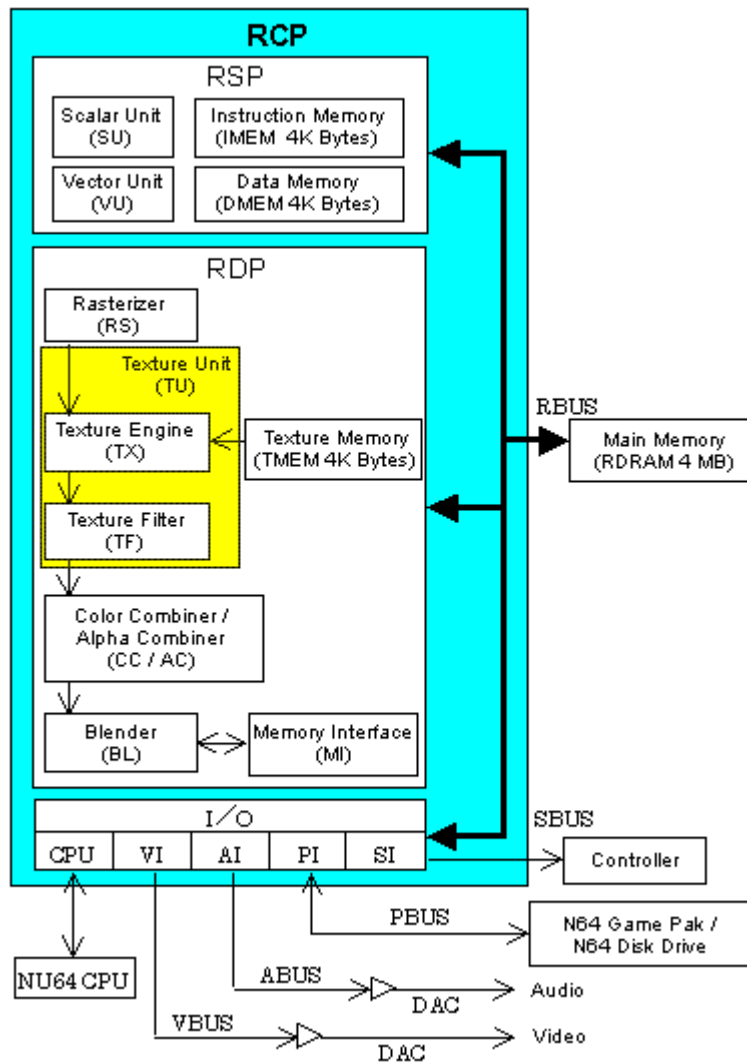 RCP
RSP
Scalar Unit
(SU)
Instruction Memory
(IMEM 4K Bytes)
Vector Unit
(VU)
Data Memory
(DMEM 4K Bytes)
RDP
Rasterizer
(RS)
Texture Unit
(TU)
Texture Engine
(TX)
Texture Memory
(TMEM 4K Bytes)
Texture Filter
(TF)
Color Combiner /
Alpha Combiner
(CC / AC)
Blender
(BL)
Memory Interface
(MI)
RBUS
Main Memory
(RDRAM 4 MB)
I/O
CPU VI AI PI SI
SBUS
Controller
PBUS
N64 Game Pak /
N64 Disk Drive
NU64 CPU
ABUS
DAC
Audio
VBUS
DAC
Video